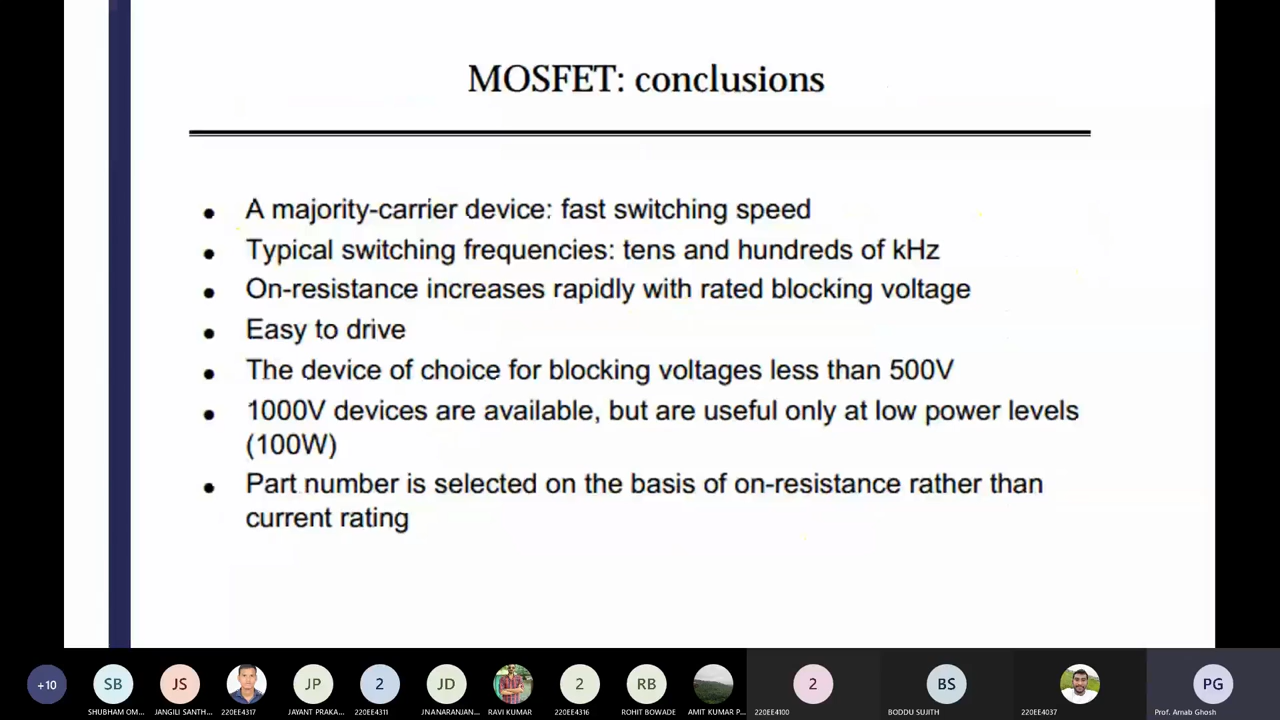 MOSFET: conclusions
• A majority-carrier device: fast switching speed
• Typical switching frequencies: tens and hundreds of kHz
• On-resistance increases rapidly with rated blocking voltage
• Easy to drive
• The device of choice for blocking voltages less than 500V
• 1000V devices are available, but are useful only at low power levels
(100W)
• Part number is selected on the basis of on-resistance rather than
current rating
+10 SB JS JP 2 JD 2 RB 2 BS PG
SHUBHAM OM... JANGILI SANTH... 220EE4317 JAYANT PRAKA... 220EE4311 JNANARANJAN... RAVI KUMAR 220EE4316 ROHIT BOWADE AMIT KUMAR P... 220EE4100 BODDU SUJITH 220EE4037 Prof. Arnab Ghosh